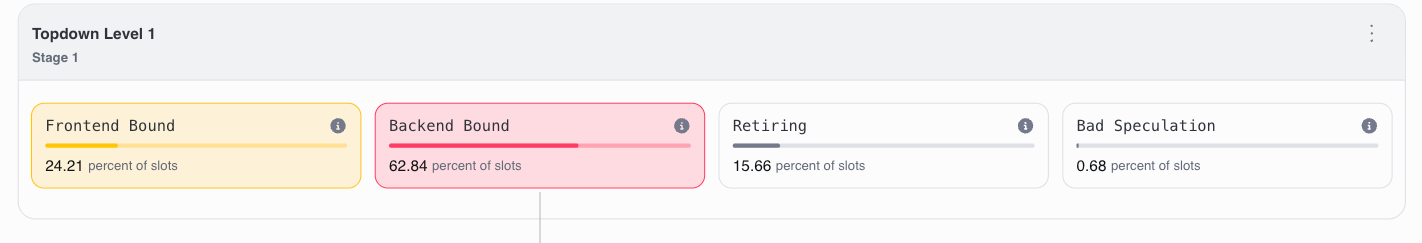 Topdown Level 1
Stage 1
Frontend Bound
24.21 percent of slots
Backend Bound
62.84 percent of slots
Retiring
15.66 percent of slots
Bad Speculation
0.68 percent of slots